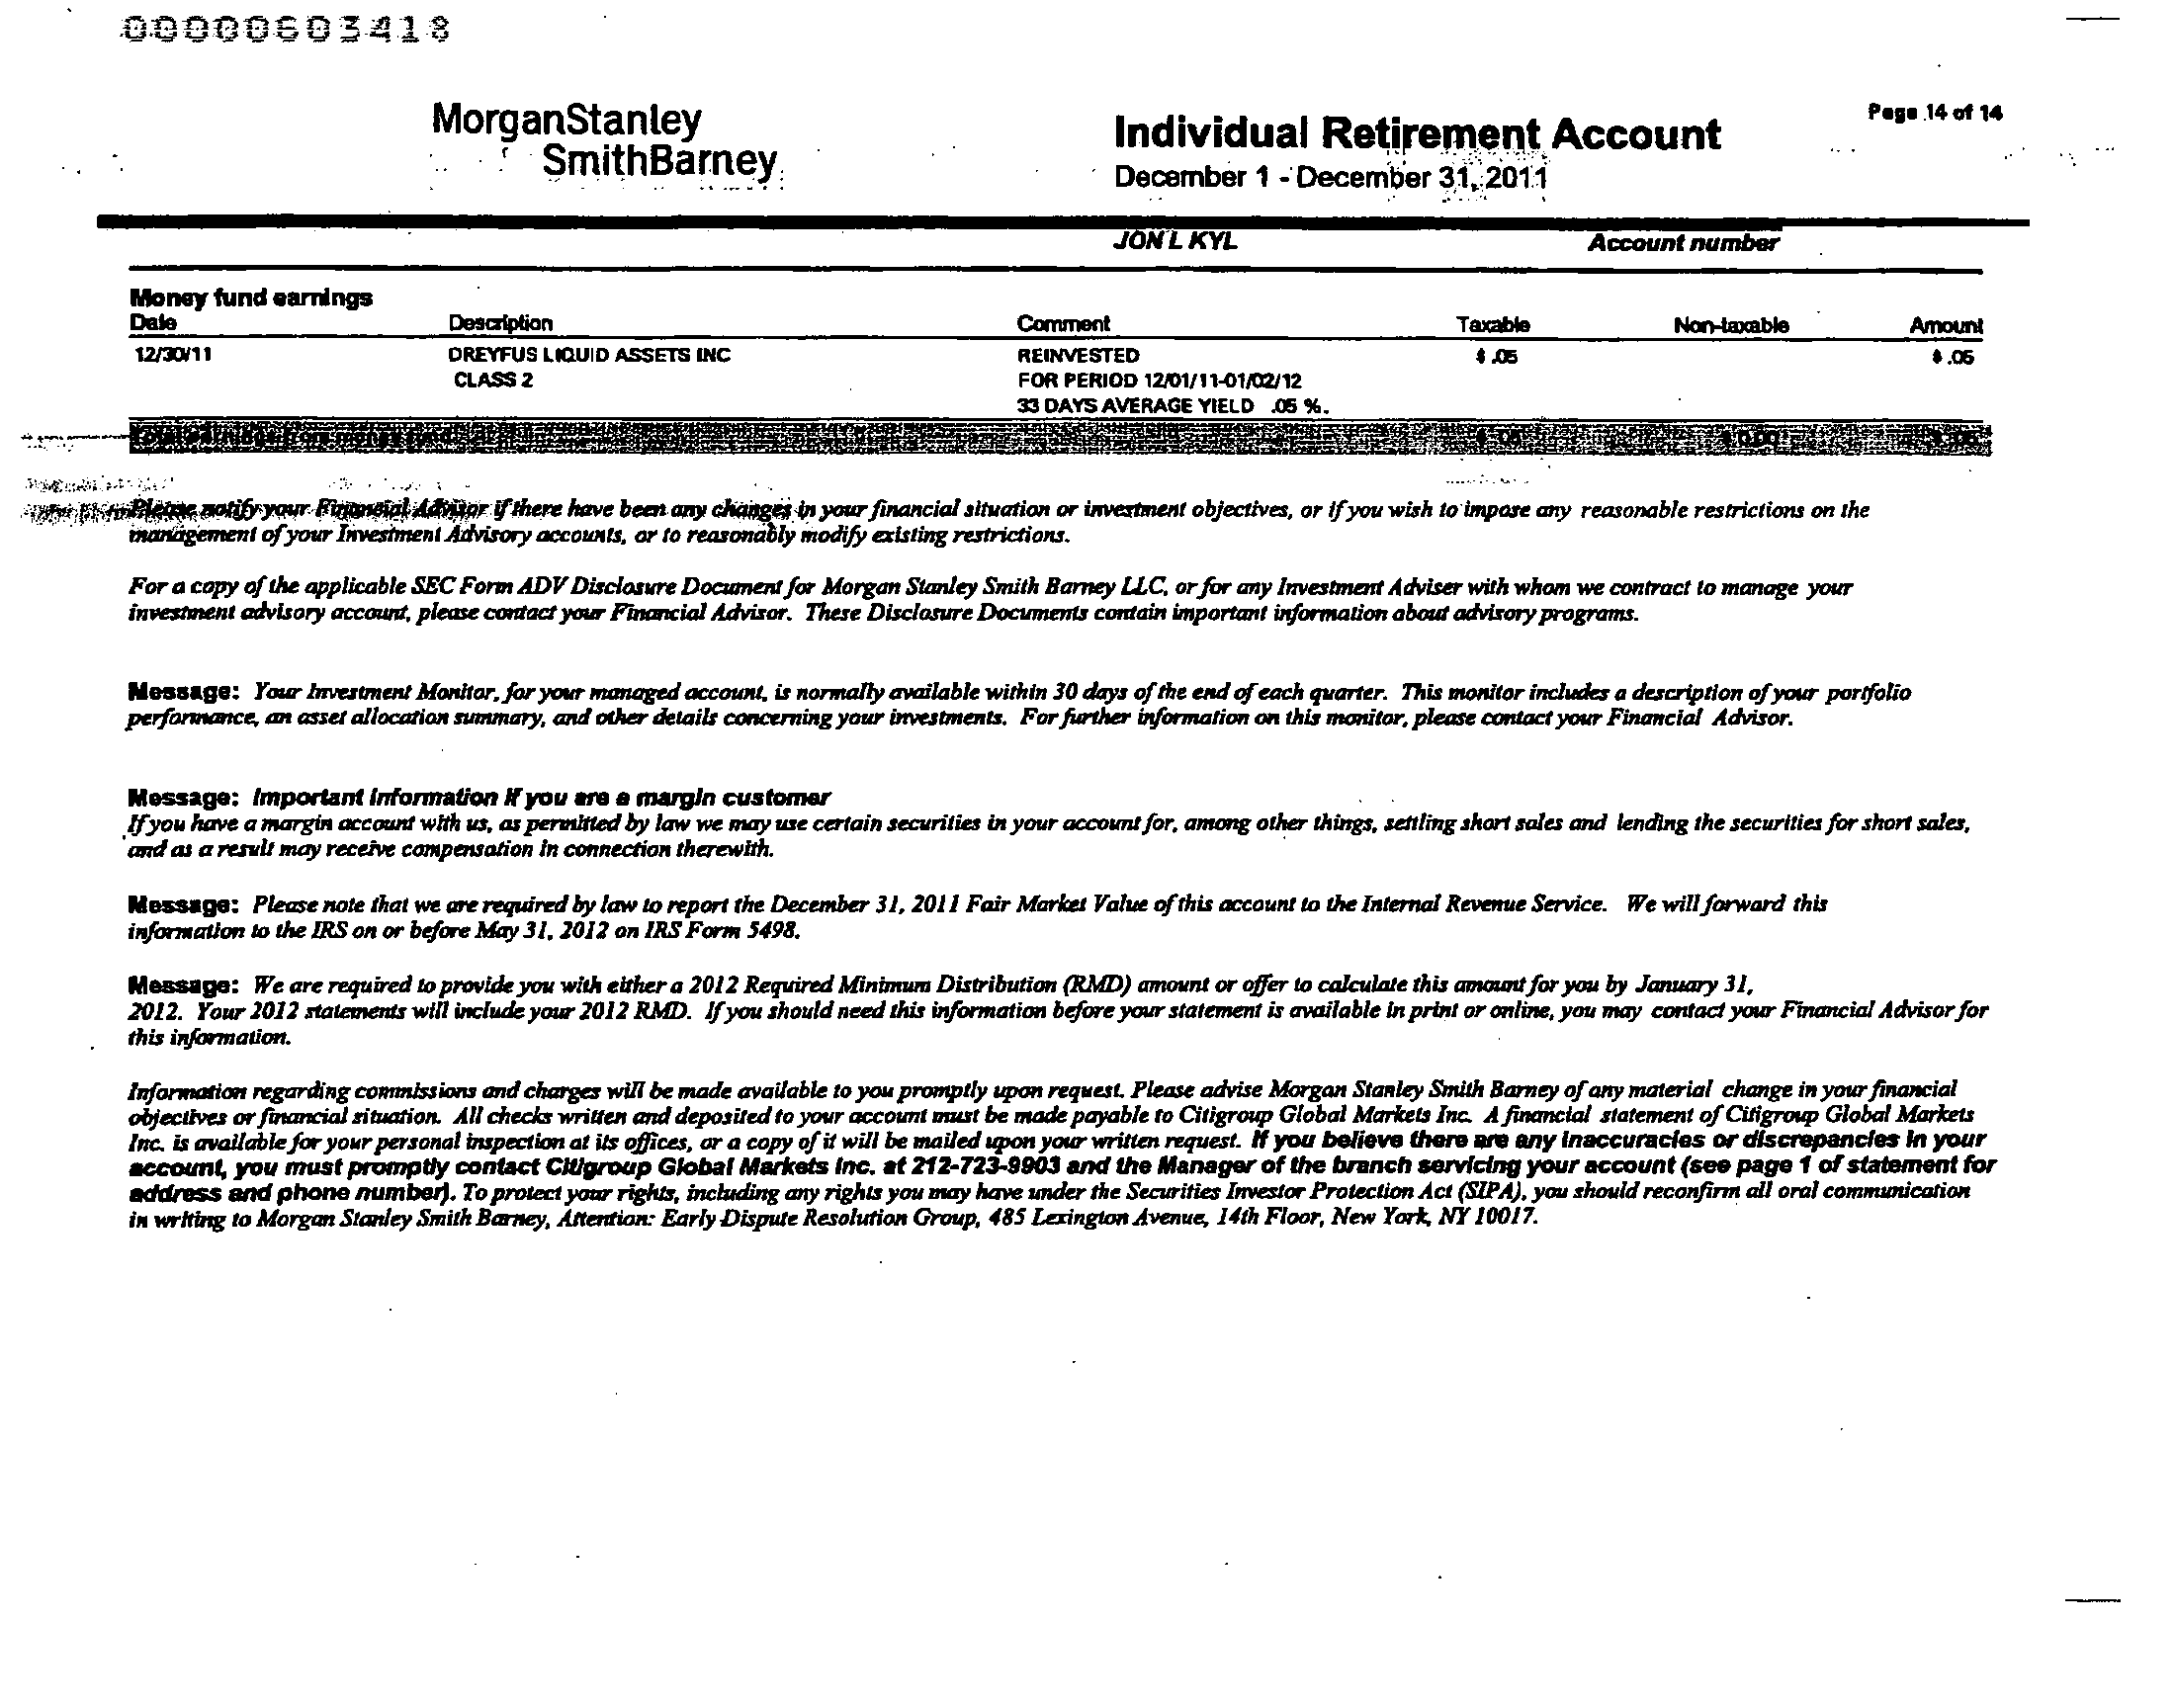 00000603418
MorganStanley
SmithBarney
Individual Retirement Account
December 1 - December 31, 2011
Page 14 of 14
JON L KYL Account number
Money fund earnings
Date Description Comment Taxable Non-taxable Amount
12/30/11 DREYFUS LIQUID ASSETS INC REINVESTED $ .05 $ .05
CLASS 2 FOR PERIOD 12/01/11-01/02/12
33 DAYS AVERAGE YIELD .05 %.
Total earnings from money fund $ .05 $ 0.00 $ .05
Please notify your Financial Advisor if there have been any changes in your financial situation or investment objectives, or if you wish to impose any reasonable restrictions on the
management of your Investment Advisory accounts, or to reasonably modify existing restrictions.
For a copy of the applicable SEC Form ADV Disclosure Document for Morgan Stanley Smith Barney LLC, or for any Investment Adviser with whom we contract to manage your
investment advisory account, please contact your Financial Advisor. These Disclosure Documents contain important information about advisory programs.
Message: Your Investment Monitor, for your managed account, is normally available within 30 days of the end of each quarter. This monitor includes a description of your portfolio
performance, an asset allocation summary, and other details concerning your investments. For further information on this monitor, please contact your Financial Advisor.
Message: Important information if you are a margin customer
If you have a margin account with us, as permitted by law we may use certain securities in your account for, among other things, settling short sales and lending the securities for short sales,
and as a result may receive compensation in connection therewith.
Message: Please note that we are required by law to report the December 31, 2011 Fair Market Value of this account to the Internal Revenue Service. We will forward this
information to the IRS on or before May 31, 2012 on IRS Form 5498.
Message: We are required to provide you with either a 2012 Required Minimum Distribution (RMD) amount or offer to calculate this amount for you by January 31,
2012. Your 2012 statements will include your 2012 RMD. If you should need this information before your statement is available in print or online, you may contact your Financial Advisor for
this information.
Information regarding commissions and charges will be made available to you promptly upon request. Please advise Morgan Stanley Smith Barney of any material change in your financial
objectives or financial situation. All checks written and deposited to your account must be made payable to Citigroup Global Markets Inc. A financial statement of Citigroup Global Markets
Inc. is available for your personal inspection at its offices, or a copy of it will be mailed upon your written request. If you believe there are any inaccuracies or discrepancies in your
account, you must promptly contact Citigroup Global Markets Inc. at 212-723-9903 and the Manager of the branch servicing your account (see page 1 of statement for
address and phone number). To protect your rights, including any rights you may have under the Securities Investor Protection Act (SIPA), you should reconfirm all oral communication
in writing to Morgan Stanley Smith Barney, Attention: Early Dispute Resolution Group, 485 Lexington Avenue, 14th Floor, New York, NY 10017.